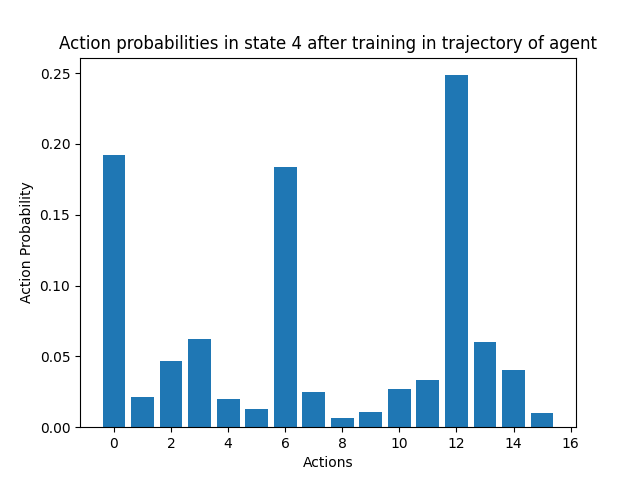 Action probabilities in state 4 after training in trajectory of agent
0.25
0.20
0.15
0.10
0.05
0.00
Action Probability
0 2 4 6 8 10 12 14 16
Actions